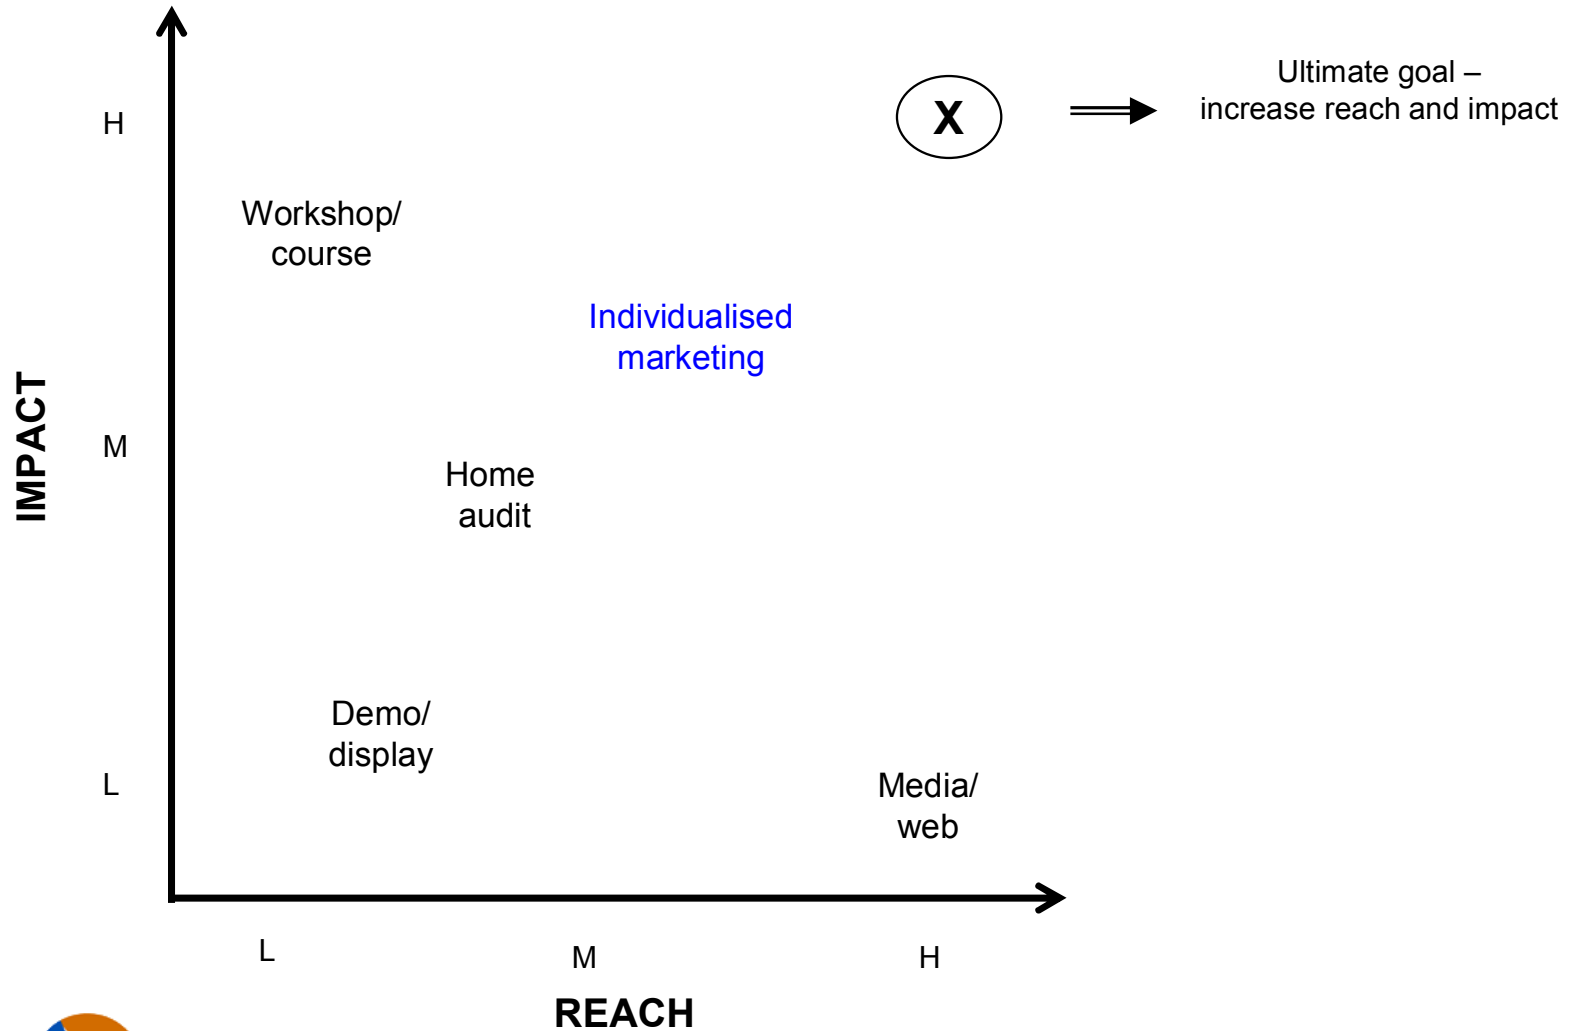 Ultimate goal –
H
X
increase reach and impact
Workshop/
course
Individualised
marketing
IMPACT
M
Home
audit
Demo/
display
L
Media/
web
L
M
H
REACH